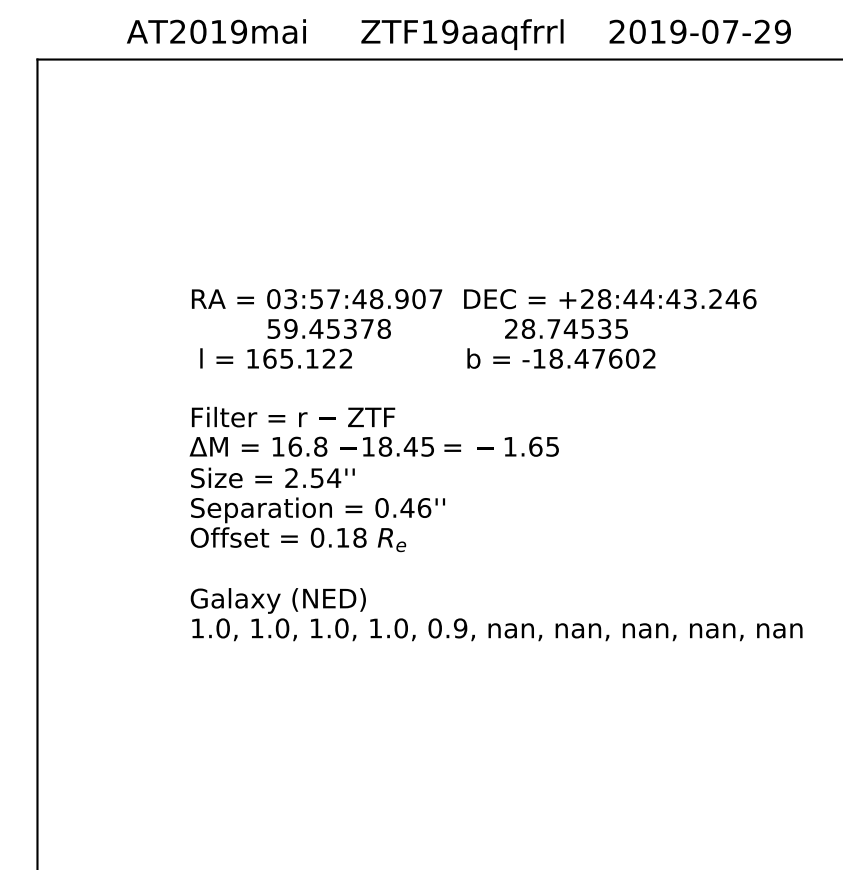 AT2019mai ZTF19aaqfrrl 2019-07-29
RA = 03:57:48.907 DEC = +28:44:43.246
59.45378 28.74535
l = 165.122 b = -18.47602
Filter = r − ZTF
ΔM = 16.8 −18.45 = − 1.65
Size = 2.54''
Separation = 0.46''
Offset = 0.18 Re
Galaxy (NED)
1.0, 1.0, 1.0, 1.0, 0.9, nan, nan, nan, nan, nan